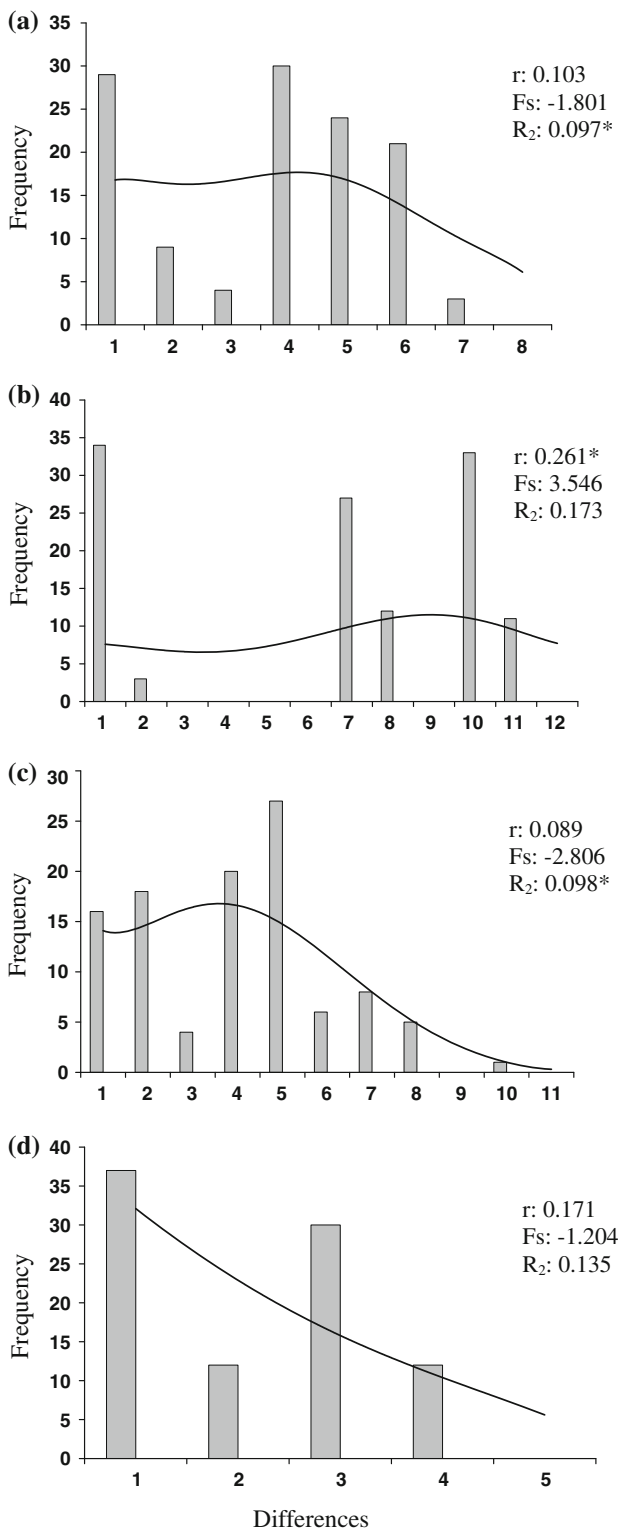 (a)
35
30
25
20
15
10
5
0
Frequency
r: 0.103
Fs: -1.801
R2: 0.097*
1 2 3 4 5 6 7 8
(b)
40
35
30
25
20
15
10
5
0
Frequency
r: 0.261*
Fs: 3.546
R2: 0.173
1 2 3 4 5 6 7 8 9 10 11 12
(c)
30
25
20
15
10
5
0
Frequency
r: 0.089
Fs: -2.806
R2: 0.098*
1 2 3 4 5 6 7 8 9 10 11
(d)
40
35
30
25
20
15
10
5
0
Frequency
r: 0.171
Fs: -1.204
R2: 0.135
1 2 3 4 5
Differences